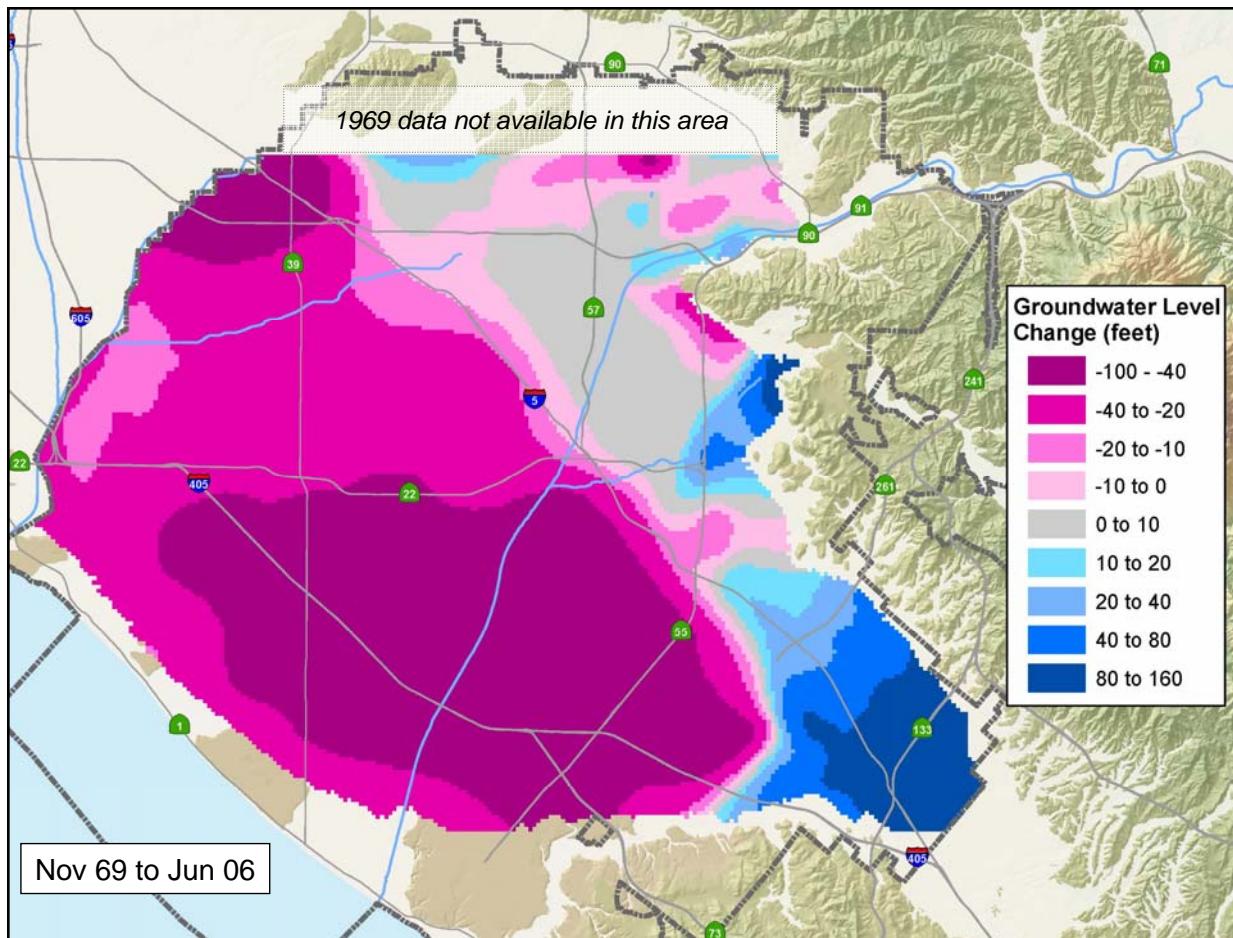 90
71
1969 data not available in this area
91
90
39
57
605
Groundwater Level
Change (feet)
-100 - -40
-40 to -20
-20 to -10
-10 to 0
0 to 10
10 to 20
20 to 40
40 to 80
80 to 160
241
5
22
405
22
261
55
1
133
405
Nov 69 to Jun 06
73